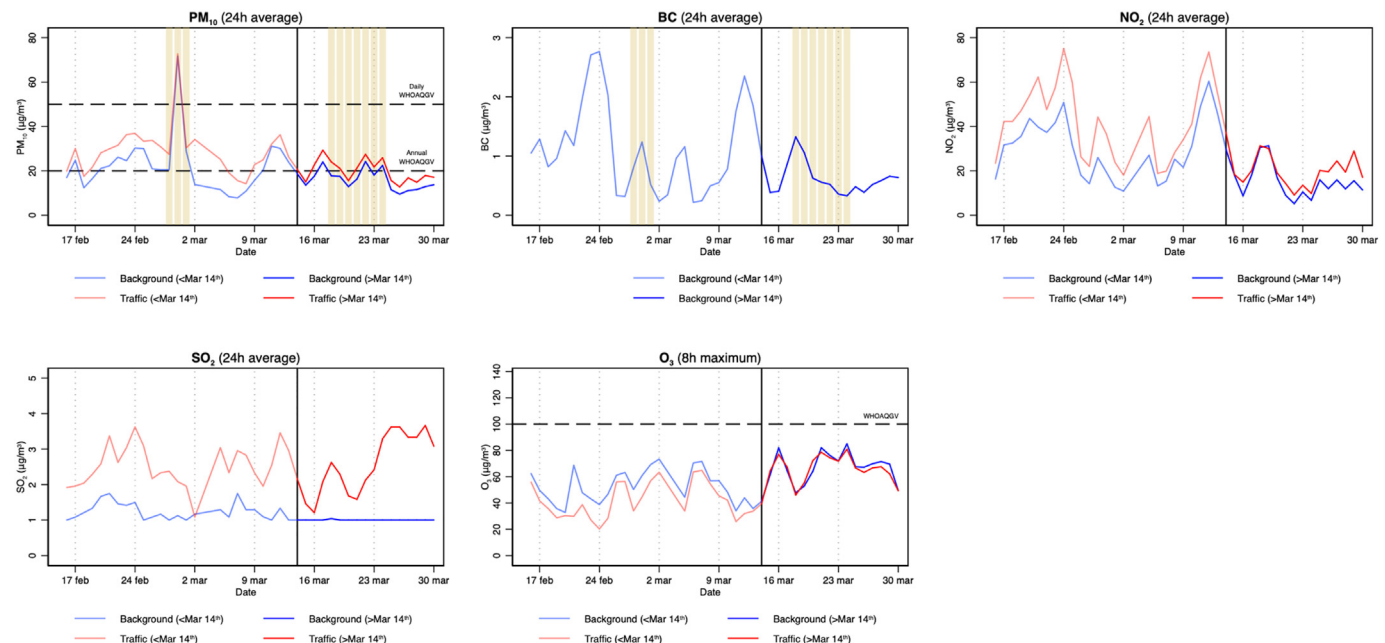 PM₁₀ (24h average)
PM₁₀ (µg/m³)
80
60
40
20
0
Daily
WHOAQGV
Annual
WHOAQGV
17 feb 24 feb 2 mar 9 mar 16 mar 23 mar 30 mar
Date
Background (<Mar 14ᵗʰ) Background (>Mar 14ᵗʰ)
Traffic (<Mar 14ᵗʰ) Traffic (>Mar 14ᵗʰ)
BC (24h average)
BC (µg/m³)
3
2
1
0
17 feb 24 feb 2 mar 9 mar 16 mar 23 mar 30 mar
Date
Background (<Mar 14ᵗʰ)
Background (>Mar 14ᵗʰ)
NO₂ (24h average)
NO₂ (µg/m³)
80
60
40
20
0
17 feb 24 feb 2 mar 9 mar 16 mar 23 mar 30 mar
Date
Background (<Mar 14ᵗʰ) Background (>Mar 14ᵗʰ)
Traffic (<Mar 14ᵗʰ) Traffic (>Mar 14ᵗʰ)
SO₂ (24h average)
SO₂ (µg/m³)
5
4
3
2
1
0
17 feb 24 feb 2 mar 9 mar 16 mar 23 mar 30 mar
Date
Background (<Mar 14ᵗʰ) Background (>Mar 14ᵗʰ)
Traffic (<Mar 14ᵗʰ) Traffic (>Mar 14ᵗʰ)
O₃ (8h maximum)
O₃ (µg/m³)
140
120
100
80
60
40
20
0
WHOAQGV
17 feb 24 feb 2 mar 9 mar 16 mar 23 mar 30 mar
Date
Background (<Mar 14ᵗʰ) Background (>Mar 14ᵗʰ)
Traffic (<Mar 14ᵗʰ) Traffic (>Mar 14ᵗʰ)